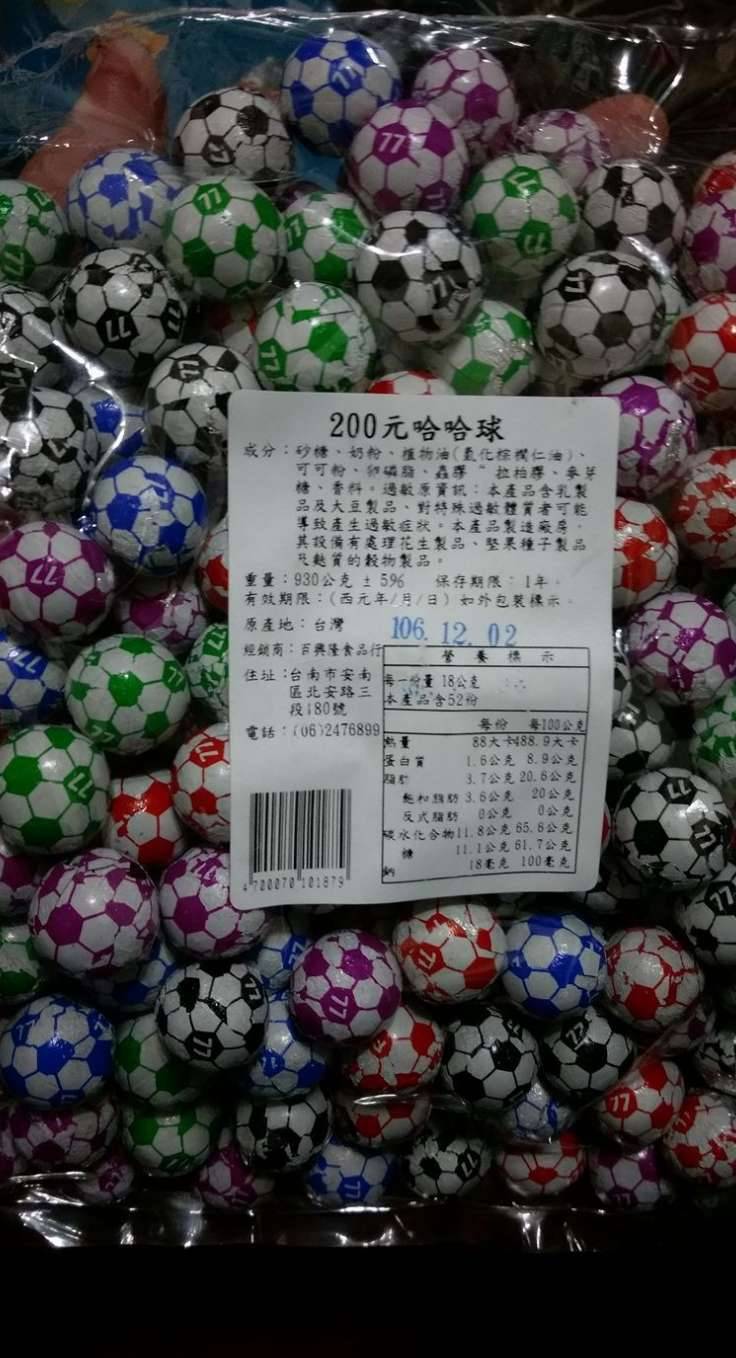 200元哈哈球
成分：砂糖、奶粉、植物油(氫化棕櫚仁油)、
可可粉、卵磷脂、蟲膠、阿拉伯膠、麥芽
糖、香料。過敏原資訊：本產品含乳製
品及大豆製品、對特殊過敏體質者可能
導致產生過敏症狀。本產品製造廠房，
其設備有處理花生製品、堅果種子製品
及麩質的穀物製品。
重量：930公克±5% 保存期限：1年。
有效期限：(西元年/月/日) 如外包裝標示
原產地：台灣 106.12.02
經銷商：百興隆食品行
住址：台南市安南
區北安路三
段180號
電話：(06)2476899
營養標示
每一份量 18公克
本產品含52份
每份 每100公克
熱量 88大卡 488.9大卡
蛋白質 1.6公克 8.9公克
脂肪 3.7公克 20.6公克
飽和脂肪 3.6公克 20公克
反式脂肪 0公克 0公克
碳水化合物 11.8公克 65.6公克
糖 11.1公克 61.7公克
鈉 18毫克 100毫克
4700070101879
77